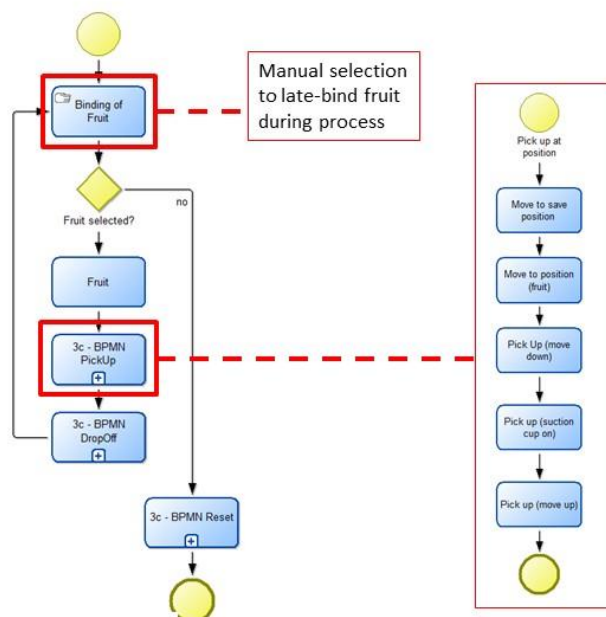 Binding of
Fruit
Manual selection
to late-bind fruit
during process
Fruit selected?
no
Fruit
3c - BPMN
PickUp
3c - BPMN
DropOff
3c - BPMN Reset
Pick up at
position
Move to save
position
Move to position
(fruit)
Pick Up (move
down)
Pick up (suction
cup on)
Pick up (move up)